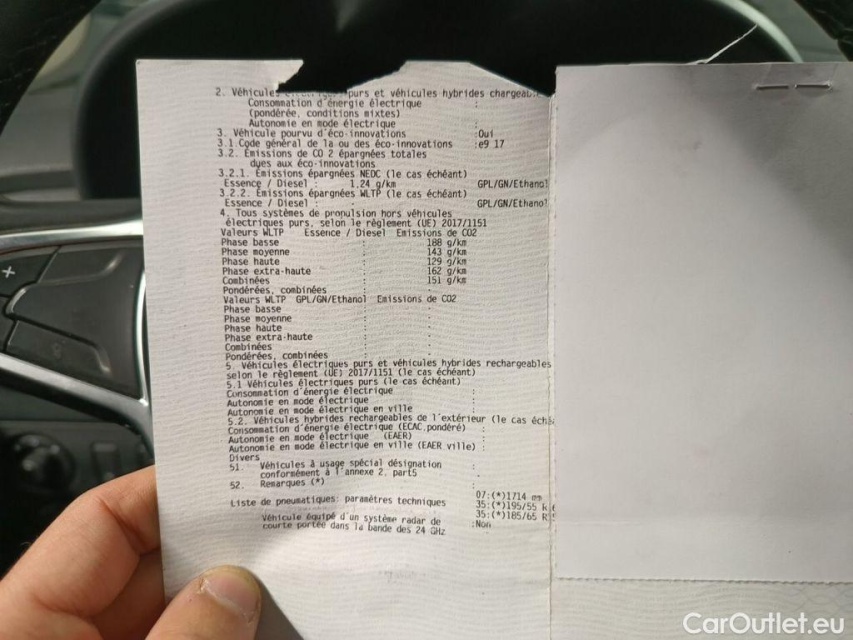 2. Véhicules purs et véhicules hybrides chargeab
Consommation d'énergie électrique :
(pondérée, conditions mixtes)
Autonomie en mode électrique :
3. Véhicule pourvu d'éco-innovations :Oui
3.1 Code général de la ou des éco-innovations :e9 17
3.2. Émissions de CO 2 épargnées totales
dues aux éco-innovations
3.2.1. Émissions épargnées NEDC (le cas échéant)
Essence / Diesel : 1.24 g/km GPL/GN/Ethanol
3.2.2. Émissions épargnées WLTP (le cas échéant)
Essence / Diesel : - GPL/GN/Ethanol
4. Tous systèmes de propulsion hors véhicules
électriques purs, selon le règlement (UE) 2017/1151
Valeurs WLTP Essence / Diesel Émissions de CO2
Phase basse : 188 g/km
Phase moyenne : 143 g/km
Phase haute : 129 g/km
Phase extra-haute : 162 g/km
Combinées : 151 g/km
Pondérées, combinées : -
Valeurs WLTP GPL/GN/Ethanol Émissions de CO2
Phase basse : -
Phase moyenne : -
Phase haute : -
Phase extra-haute : -
Combinées : -
Pondérées, combinées : -
5. Véhicules électriques purs et véhicules hybrides rechargeables
selon le règlement (UE) 2017/1151 (le cas échéant)
5.1 Véhicules électriques purs (le cas échéant)
Consommation d'énergie électrique :
Autonomie en mode électrique :
Autonomie en mode électrique en ville :
5.2. Véhicules hybrides rechargeables de l'extérieur (le cas éché
Consommation d'énergie électrique (ECAC,pondéré) :
Autonomie en mode électrique (EAER) :
Autonomie en mode électrique en ville (EAER ville) :
Divers
51. Véhicules à usage spécial désignation :
conformément à l'annexe 2, part5 -
52. Remarques (*) :
07:(*)1714 mm
Liste de pneumatiques: paramètres techniques 35:(*)195/55 R
35:(*)185/65 R
Véhicule équipé d'un système radar de :Non
courte portée dans la bande des 24 GHz
CarOutlet.eu